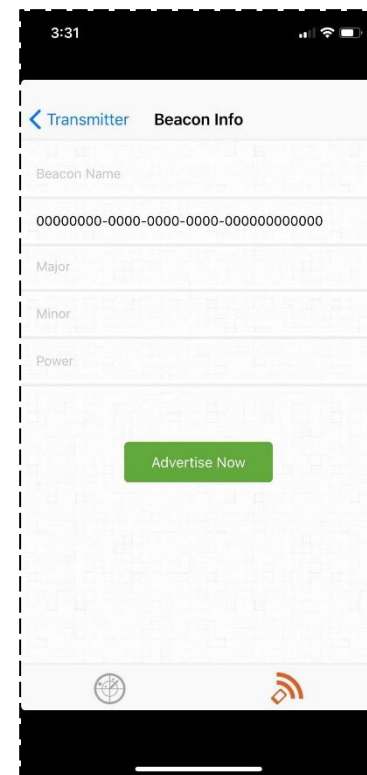 3:31
Transmitter Beacon Info
Beacon Name
00000000-0000-0000-0000-000000000000
Major
Minor
Power
Advertise Now